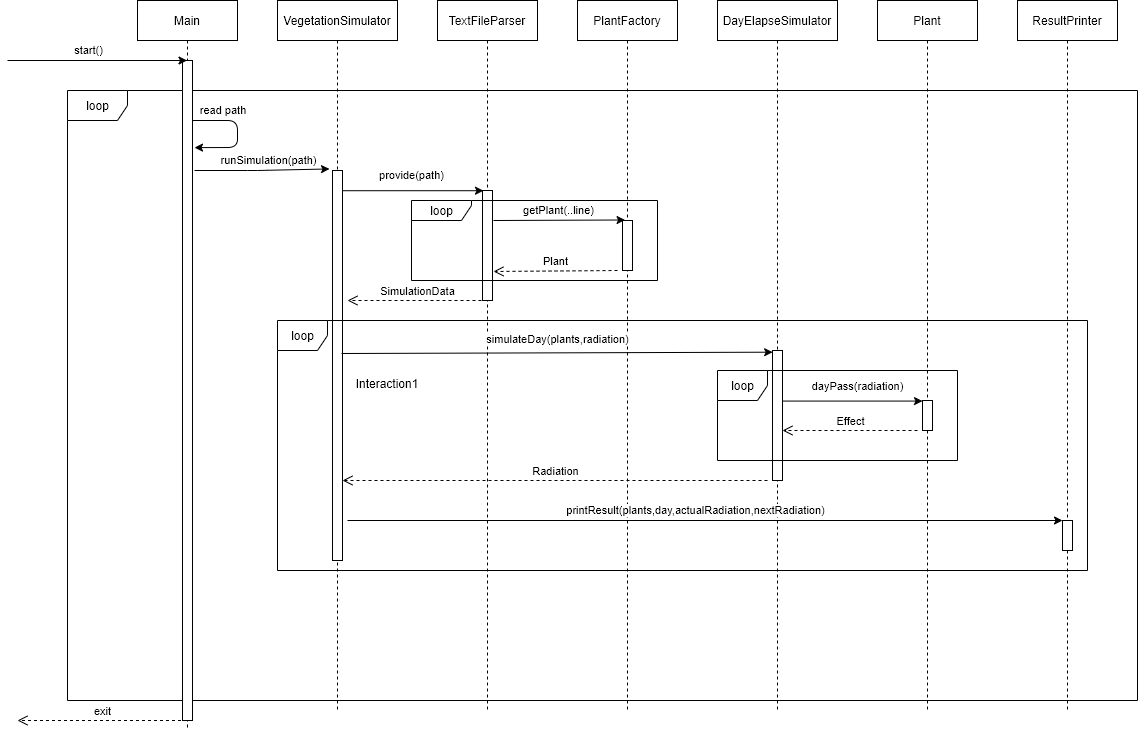 Main
VegetationSimulator
TextFileParser
PlantFactory
DayElapseSimulator
Plant
ResultPrinter
start()
loop
read path
runSimulation(path)
provide(path)
loop
getPlant(..line)
Plant
SimulationData
loop
simulateDay(plants,radiation)
Interaction1
loop
dayPass(radiation)
Effect
Radiation
printResult(plants,day,actualRadiation,nextRadiation)
exit